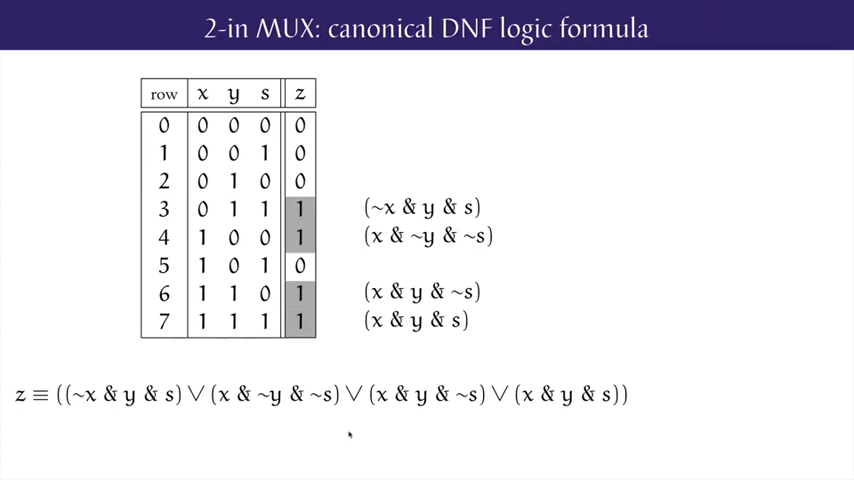 2-in MUX: canonical DNF logic formula
row x y s z
0 0 0 0 0
1 0 0 1 0
2 0 1 0 0
3 0 1 1 1 (~x & y & s)
4 1 0 0 1 (x & ~y & ~s)
5 1 0 1 0
6 1 1 0 1 (x & y & ~s)
7 1 1 1 1 (x & y & s)
z ≡ ((~x & y & s) ∨ (x & ~y & ~s) ∨ (x & y & ~s) ∨ (x & y & s))